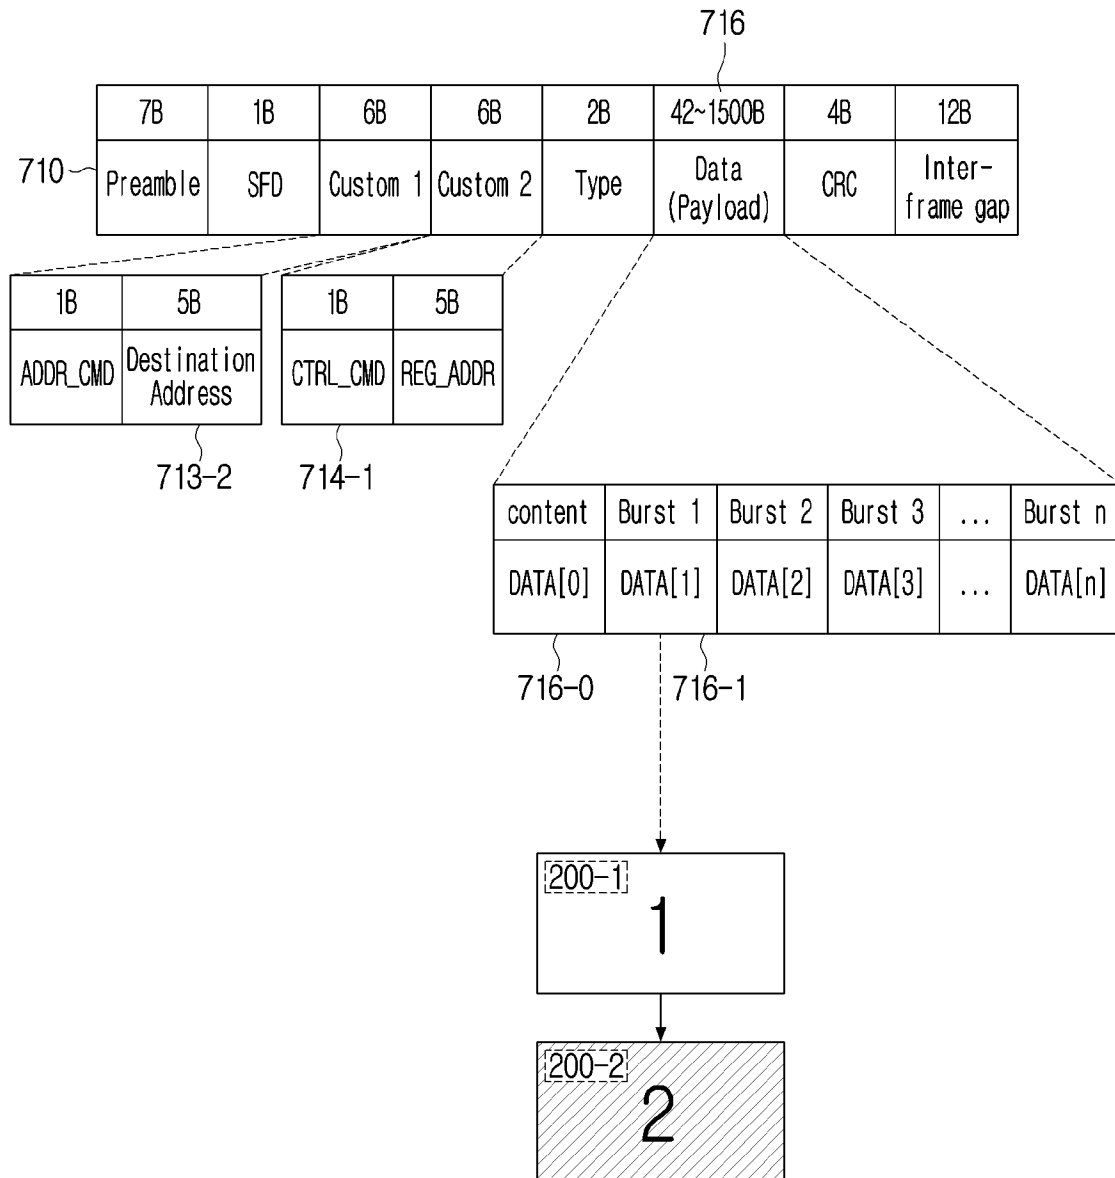 716
7B 1B 6B 6B 2B 42~1500B 4B 12B
710
Preamble SFD Custom 1 Custom 2 Type Data (Payload) CRC Inter-frame gap
1B 5B 1B 5B
ADDR_CMD Destination Address CTRL_CMD REG_ADDR
713-2 714-1
content Burst 1 Burst 2 Burst 3 ... Burst n
DATA[0] DATA[1] DATA[2] DATA[3] ... DATA[n]
716-0 716-1
200-1
1
200-2
2